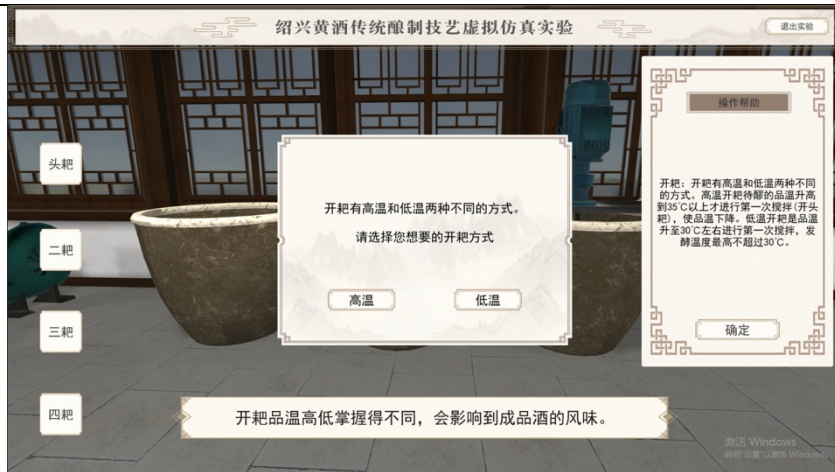 绍兴黄酒传统酿制技艺虚拟仿真实验
退出实验
头耙
二耙
三耙
四耙
开耙有高温和低温两种不同的方式。
请选择您想要的开耙方式
高温
低温
操作帮助
开耙：开耙有高温和低温两种不同
的方式。高温开耙待醪的品温升高
到35℃以上才进行第一次搅拌(开头
耙)，使品温下降。低温开耙是品温
升至30℃左右进行第一次搅拌，发
酵温度最高不超过30℃。
确定
开耙品温高低掌握得不同，会影响到成品酒的风味。
激活 Windows
转到"设置"以激活 Windows